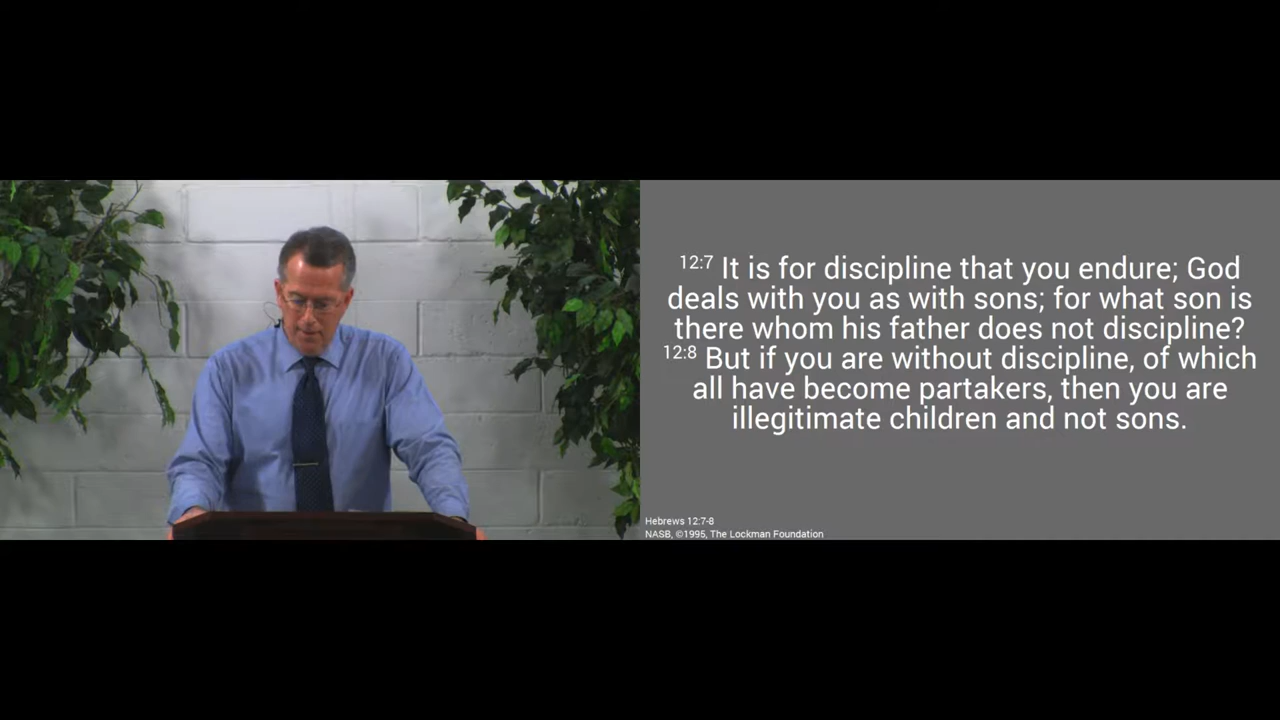 12:7 It is for discipline that you endure; God
deals with you as with sons; for what son is
there whom his father does not discipline?
12:8 But if you are without discipline, of which
all have become partakers, then you are
illegitimate children and not sons.
Hebrews 12:7-8
NASB, ©1995, The Lockman Foundation